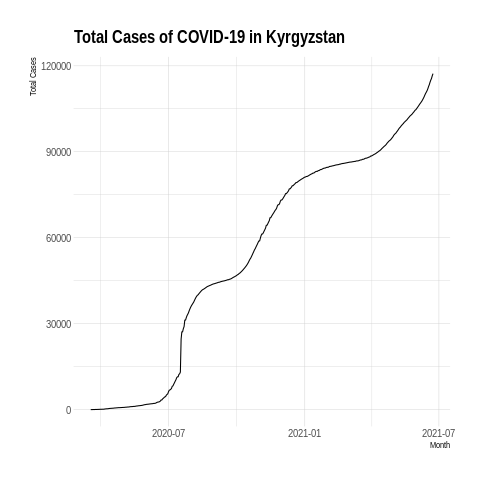 Total Cases of COVID-19 in Kyrgyzstan
Total Cases
120000
90000
60000
30000
0
2020-07
2021-01
2021-07
Month